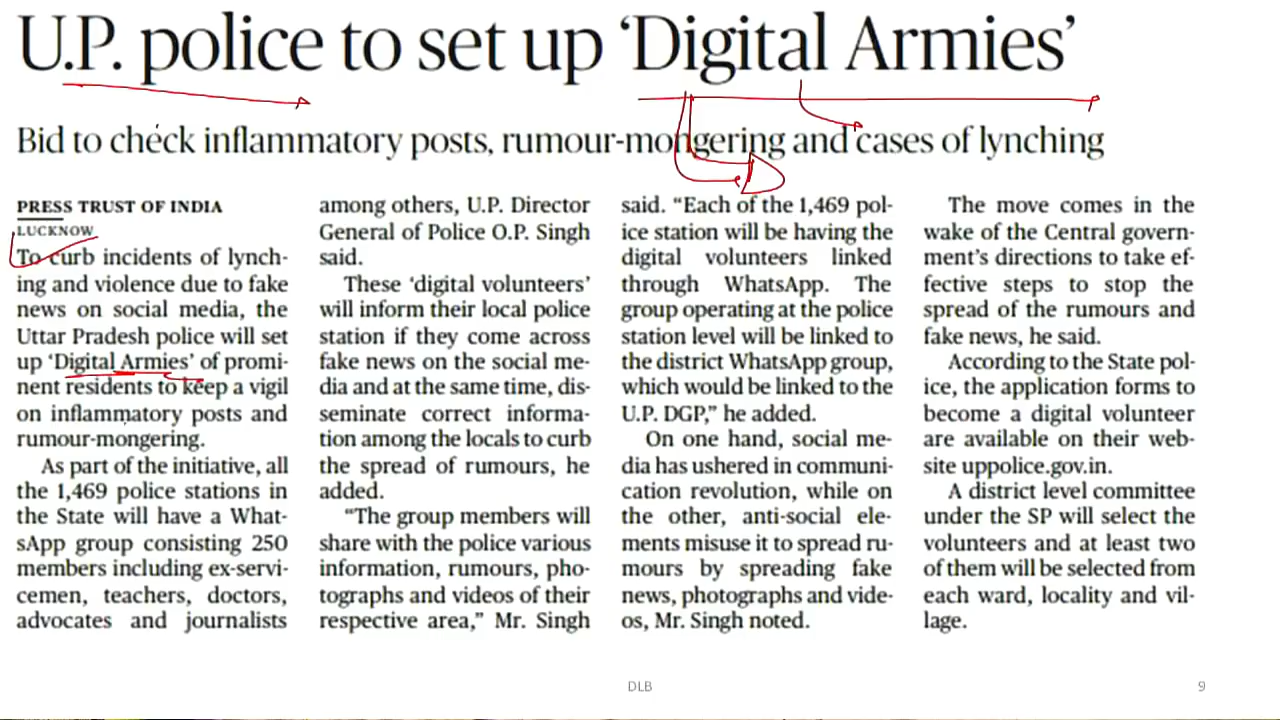 U.P. police to set up ‘Digital Armies’
Bid to check inflammatory posts, rumour-mongering and cases of lynching
PRESS TRUST OF INDIA
LUCKNOW
To curb incidents of lynch-
ing and violence due to fake
news on social media, the
Uttar Pradesh police will set
up ‘Digital Armies’ of promi-
nent residents to keep a vigil
on inflammatory posts and
rumour-mongering.
As part of the initiative, all
the 1,469 police stations in
the State will have a What-
sApp group consisting 250
members including ex-servi-
cemen, teachers, doctors,
advocates and journalists
among others, U.P. Director
General of Police O.P. Singh
said.
These ‘digital volunteers’
will inform their local police
station if they come across
fake news on the social me-
dia and at the same time, dis-
seminate correct informa-
tion among the locals to curb
the spread of rumours, he
added.
“The group members will
share with the police various
information, rumours, pho-
tographs and videos of their
respective area,” Mr. Singh
said. “Each of the 1,469 pol-
ice station will be having the
digital volunteers linked
through WhatsApp. The
group operating at the police
station level will be linked to
the district WhatsApp group,
which would be linked to the
U.P. DGP,” he added.
On one hand, social me-
dia has ushered in communi-
cation revolution, while on
the other, anti-social ele-
ments misuse it to spread ru-
mours by spreading fake
news, photographs and vide-
os, Mr. Singh noted.
The move comes in the
wake of the Central govern-
ment’s directions to take ef-
fective steps to stop the
spread of the rumours and
fake news, he said.
According to the State pol-
ice, the application forms to
become a digital volunteer
are available on their web-
site uppolice.gov.in.
A district level committee
under the SP will select the
volunteers and at least two
of them will be selected from
each ward, locality and vil-
lage.
DLB
9